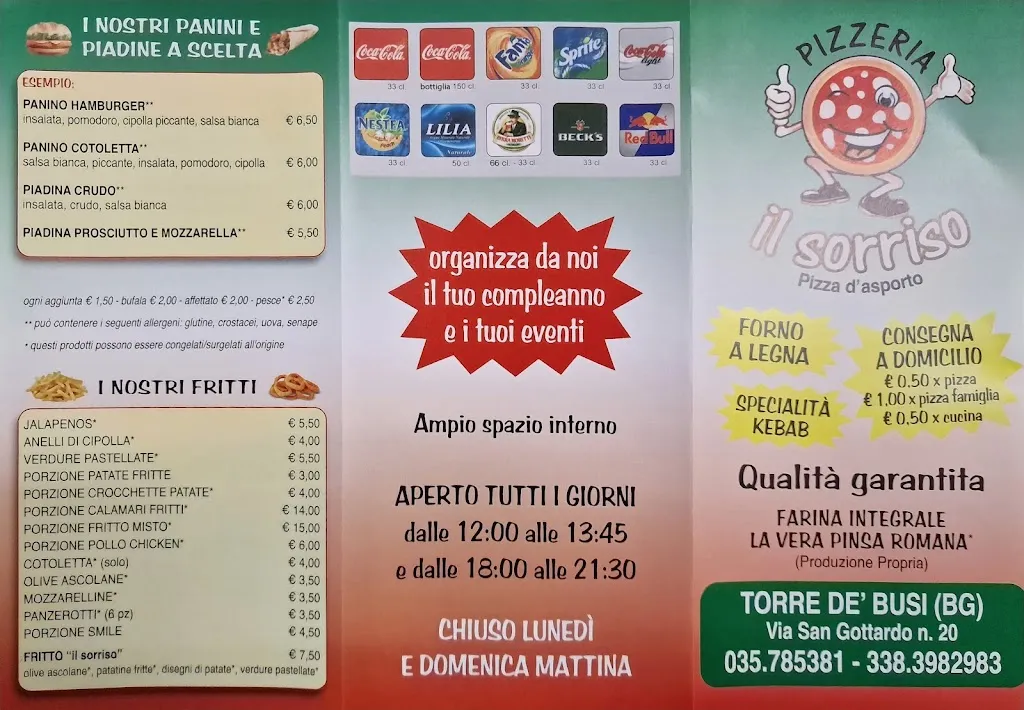 I NOSTRI PANINI E
PIADINE A SCELTA
ESEMPIO:
PANINO HAMBURGER**
insalata, pomodoro, cipolla piccante, salsa bianca € 6,50
PANINO COTOLETTA**
salsa bianca, piccante, insalata, pomodoro, cipolla € 6,00
PIADINA CRUDO**
insalata, crudo, salsa bianca € 6,00
PIADINA PROSCIUTTO E MOZZARELLA** € 5,50
ogni aggiunta € 1,50 - bufala € 2,00 - affettato € 2,00 - pesce* € 2,50
** può contenere i seguenti allergeni: glutine, crostacei, uova, senape
* questi prodotti possono essere congelati/surgelati all'origine
I NOSTRI FRITTI
JALAPENOS* € 5,50
ANELLI DI CIPOLLA* € 4,00
VERDURE PASTELLATE* € 5,50
PORZIONE PATATE FRITTE € 3,00
PORZIONE CROCCHETTE PATATE* € 4,00
PORZIONE CALAMARI FRITTI* € 14,00
PORZIONE FRITTO MISTO* € 15,00
PORZIONE POLLO CHICKEN* € 6,00
COTOLETTA* (solo) € 4,00
OLIVE ASCOLANE* € 3,50
MOZZARELLINE* € 3,50
PANZEROTTI* (6 pz) € 3,50
PORZIONE SMILE € 4,50
FRITTO "il sorriso" € 7,50
olive ascolane*, patatine fritte*, disegni di patate*, verdure pastellate*
Coca-Cola Coca-Cola Fanta Sprite Coca-Cola light
33 cl. bottiglia 150 cl 33 cl. 33 cl. 33 cl.
NESTEA LILIA BIRRA MORETTI BECK'S Red Bull
Peach Naturale
33 cl. 50 cl. 66 cl. - 33 cl. 33 cl. 33 cl.
organizza da noi
il tuo compleanno
e i tuoi eventi
Ampio spazio interno
APERTO TUTTI I GIORNI
dalle 12:00 alle 13:45
e dalle 18:00 alle 21:30
CHIUSO LUNEDÌ
E DOMENICA MATTINA
PIZZERIA
il sorriso
Pizza d'asporto
FORNO
A LEGNA
SPECIALITÀ
KEBAB
CONSEGNA
A DOMICILIO
€ 0,50 x pizza
€ 1,00 x pizza famiglia
€ 0,50 x cucina
Qualità garantita
FARINA INTEGRALE
LA VERA PINSA ROMANA*
(Produzione Propria)
TORRE DE' BUSI (BG)
Via San Gottardo n. 20
035.785381 - 338.3982983